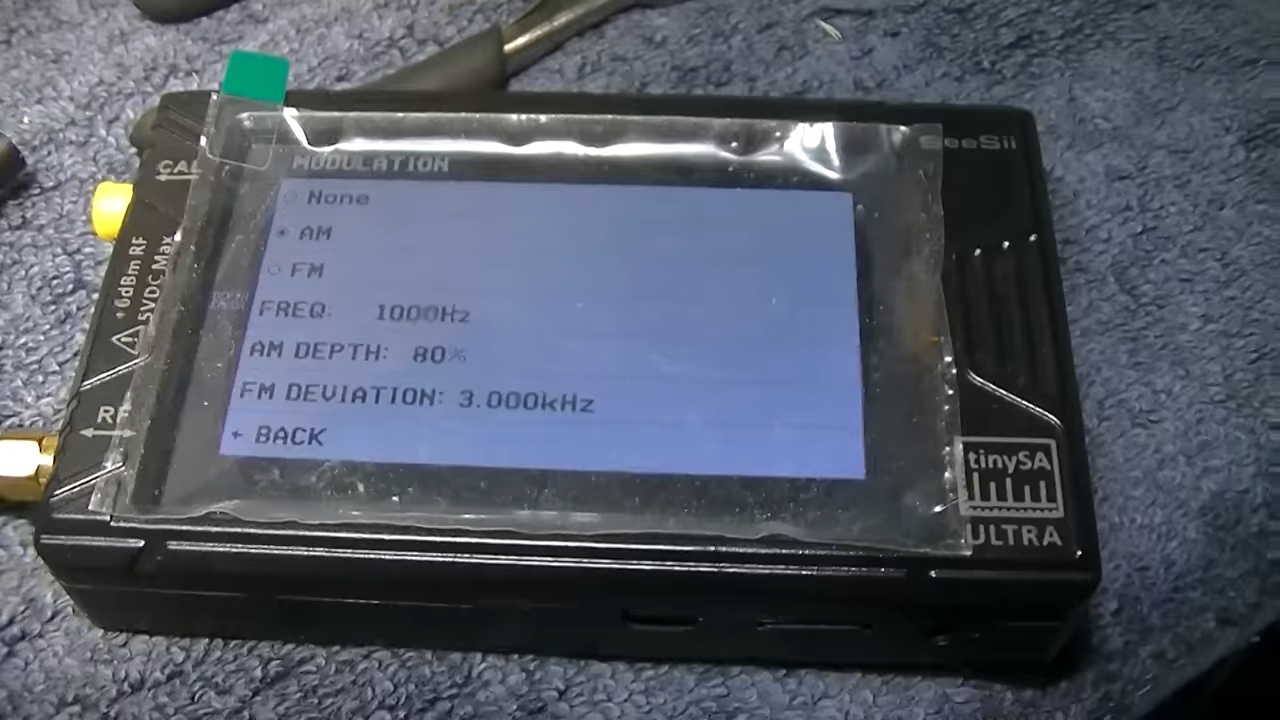 SeeSii
CAL
MODULATION
None
AM
FM
FREQ: 1000Hz
AM DEPTH: 80%
FM DEVIATION: 3.000kHz
← BACK
+6dBm RF
5VDC Max
RF
tinySA
ULTRA